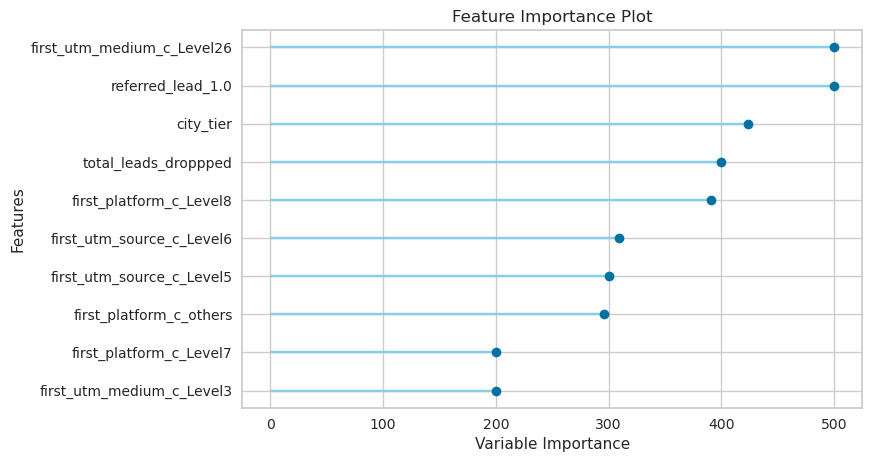 Feature Importance Plot
first_utm_medium_c_Level26
referred_lead_1.0
city_tier
total_leads_droppped
first_platform_c_Level8
first_utm_source_c_Level6
first_utm_source_c_Level5
first_platform_c_others
first_platform_c_Level7
first_utm_medium_c_Level3
Features
0 100 200 300 400 500
Variable Importance